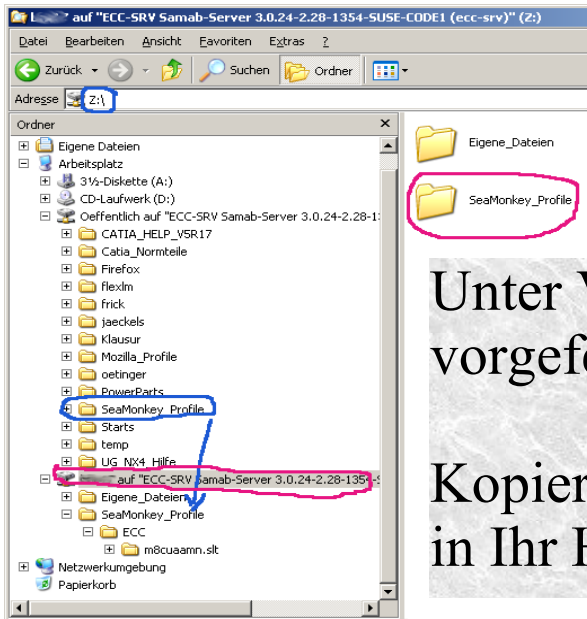 auf "ECC-SRV Samab-Server 3.0.24-2.28-1354-SUSE-CODE1 (ecc-srv)" (Z:)
Datei Bearbeiten Ansicht Favoriten Extras ?
Zurück Suchen Ordner
Adresse Z:\
Ordner
Eigene Dateien
Arbeitsplatz
3½-Diskette (A:)
CD-Laufwerk (D:)
Oeffentlich auf "ECC-SRV Samab-Server 3.0.24-2.28-1
CATIA_HELP_V5R17
Catia_Normteile
Firefox
flexlm
frick
jaeckels
Klausur
Mozilla_Profile
oetinger
PowerParts
SeaMonkey_Profile
Starts
temp
UG_NX4_Hilfe
auf "ECC-SRV Samab-Server 3.0.24-2.28-1354-S
Eigene_Dateien
SeaMonkey_Profile
ECC
m8cuaamn.slt
Netzwerkumgebung
Papierkorb
Eigene_Dateien
SeaMonkey_Profile
Unter
vorgef
Kopier
in Ihr